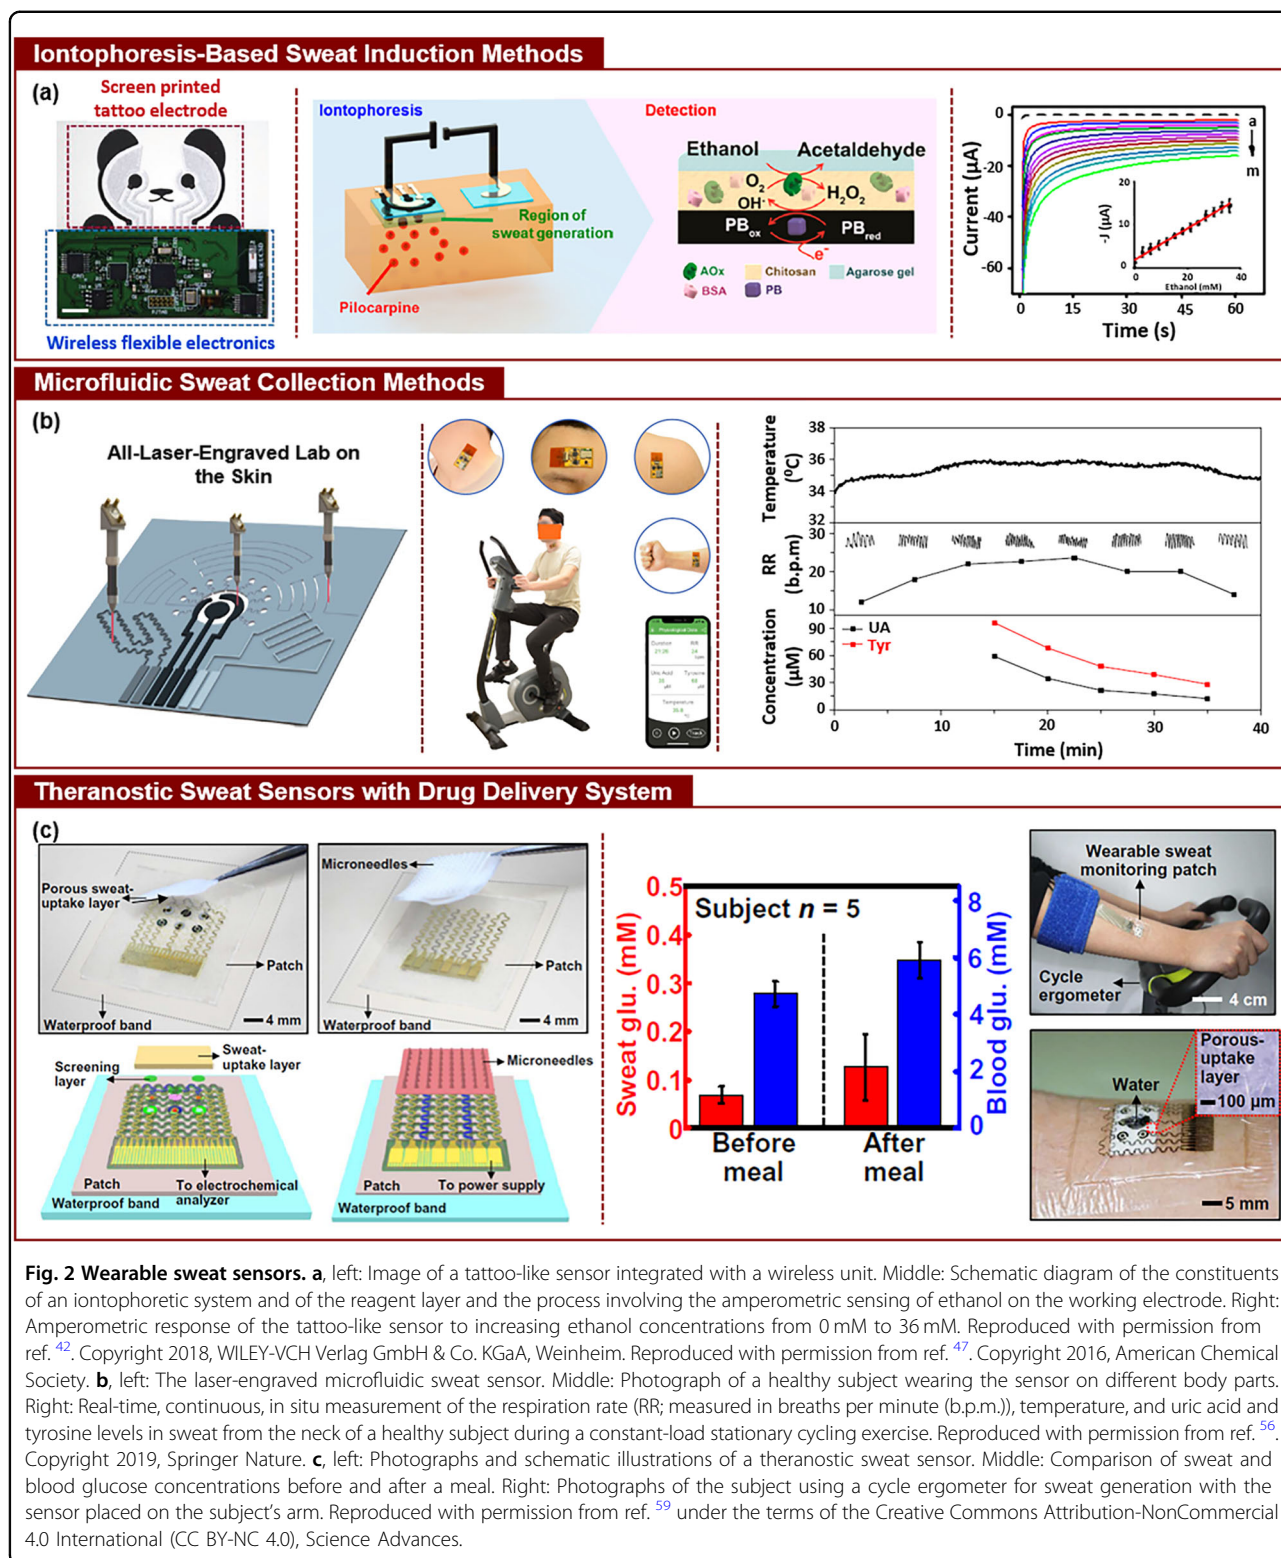 Iontophoresis-Based Sweat Induction Methods
(a)
Screen printed
tattoo electrode
Wireless flexible electronics
Iontophoresis
Region of
sweat generation
Pilocarpine
Detection
Ethanol
Acetaldehyde
O2
OH-
H2O2
PBox
PBred
e-
AOx
Chitosan
Agarose gel
BSA
PB
Current (µA)
0
-20
-40
-60
a
m
-J (µA)
20
10
0
0
20
40
Ethanol (mM)
0
15
30
45
60
Time (s)
Microfluidic Sweat Collection Methods
(b)
All-Laser-Engraved Lab on
the Skin
Physiological Data
Duration
RR
Uric Acid
Tyrosine
Temperature
Temperature
(⁰C)
38
36
34
32
RR
(b.p.m)
30
20
10
Concentration
(µM)
90
60
30
0
UA
Tyr
0
10
20
30
40
Time (min)
Theranostic Sweat Sensors with Drug Delivery System
(c)
Porous sweat-
uptake layer
Patch
Waterproof band
4 mm
Microneedles
Patch
Waterproof band
4 mm
Sweat-
uptake layer
Screening
layer
Patch
To electrochemical
analyzer
Waterproof band
Microneedles
Patch
To power supply
Waterproof band
Sweat glu. (mM)
0.5
0.4
0.3
0.2
0.1
0
Subject n = 5
Blood glu. (mM)
8
6
4
2
0
Before
meal
After
meal
Wearable sweat
monitoring patch
Cycle
ergometer
4 cm
Porous-
uptake
layer
100 µm
Water
5 mm
Fig. 2 Wearable sweat sensors. a, left: Image of a tattoo-like sensor integrated with a wireless unit. Middle: Schematic diagram of the constituents
of an iontophoretic system and of the reagent layer and the process involving the amperometric sensing of ethanol on the working electrode. Right:
Amperometric response of the tattoo-like sensor to increasing ethanol concentrations from 0 mM to 36 mM. Reproduced with permission from
ref. 42. Copyright 2018, WILEY-VCH Verlag GmbH & Co. KGaA, Weinheim. Reproduced with permission from ref. 47. Copyright 2016, American Chemical
Society. b, left: The laser-engraved microfluidic sweat sensor. Middle: Photograph of a healthy subject wearing the sensor on different body parts.
Right: Real-time, continuous, in situ measurement of the respiration rate (RR; measured in breaths per minute (b.p.m.)), temperature, and uric acid and
tyrosine levels in sweat from the neck of a healthy subject during a constant-load stationary cycling exercise. Reproduced with permission from ref. 56.
Copyright 2019, Springer Nature. c, left: Photographs and schematic illustrations of a theranostic sweat sensor. Middle: Comparison of sweat and
blood glucose concentrations before and after a meal. Right: Photographs of the subject using a cycle ergometer for sweat generation with the
sensor placed on the subject's arm. Reproduced with permission from ref. 59 under the terms of the Creative Commons Attribution-NonCommercial
4.0 International (CC BY-NC 4.0), Science Advances.